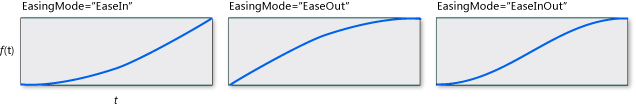 EasingMode="EaseIn"
EasingMode="EaseOut"
EasingMode="EaseInOut"
f(t)
t